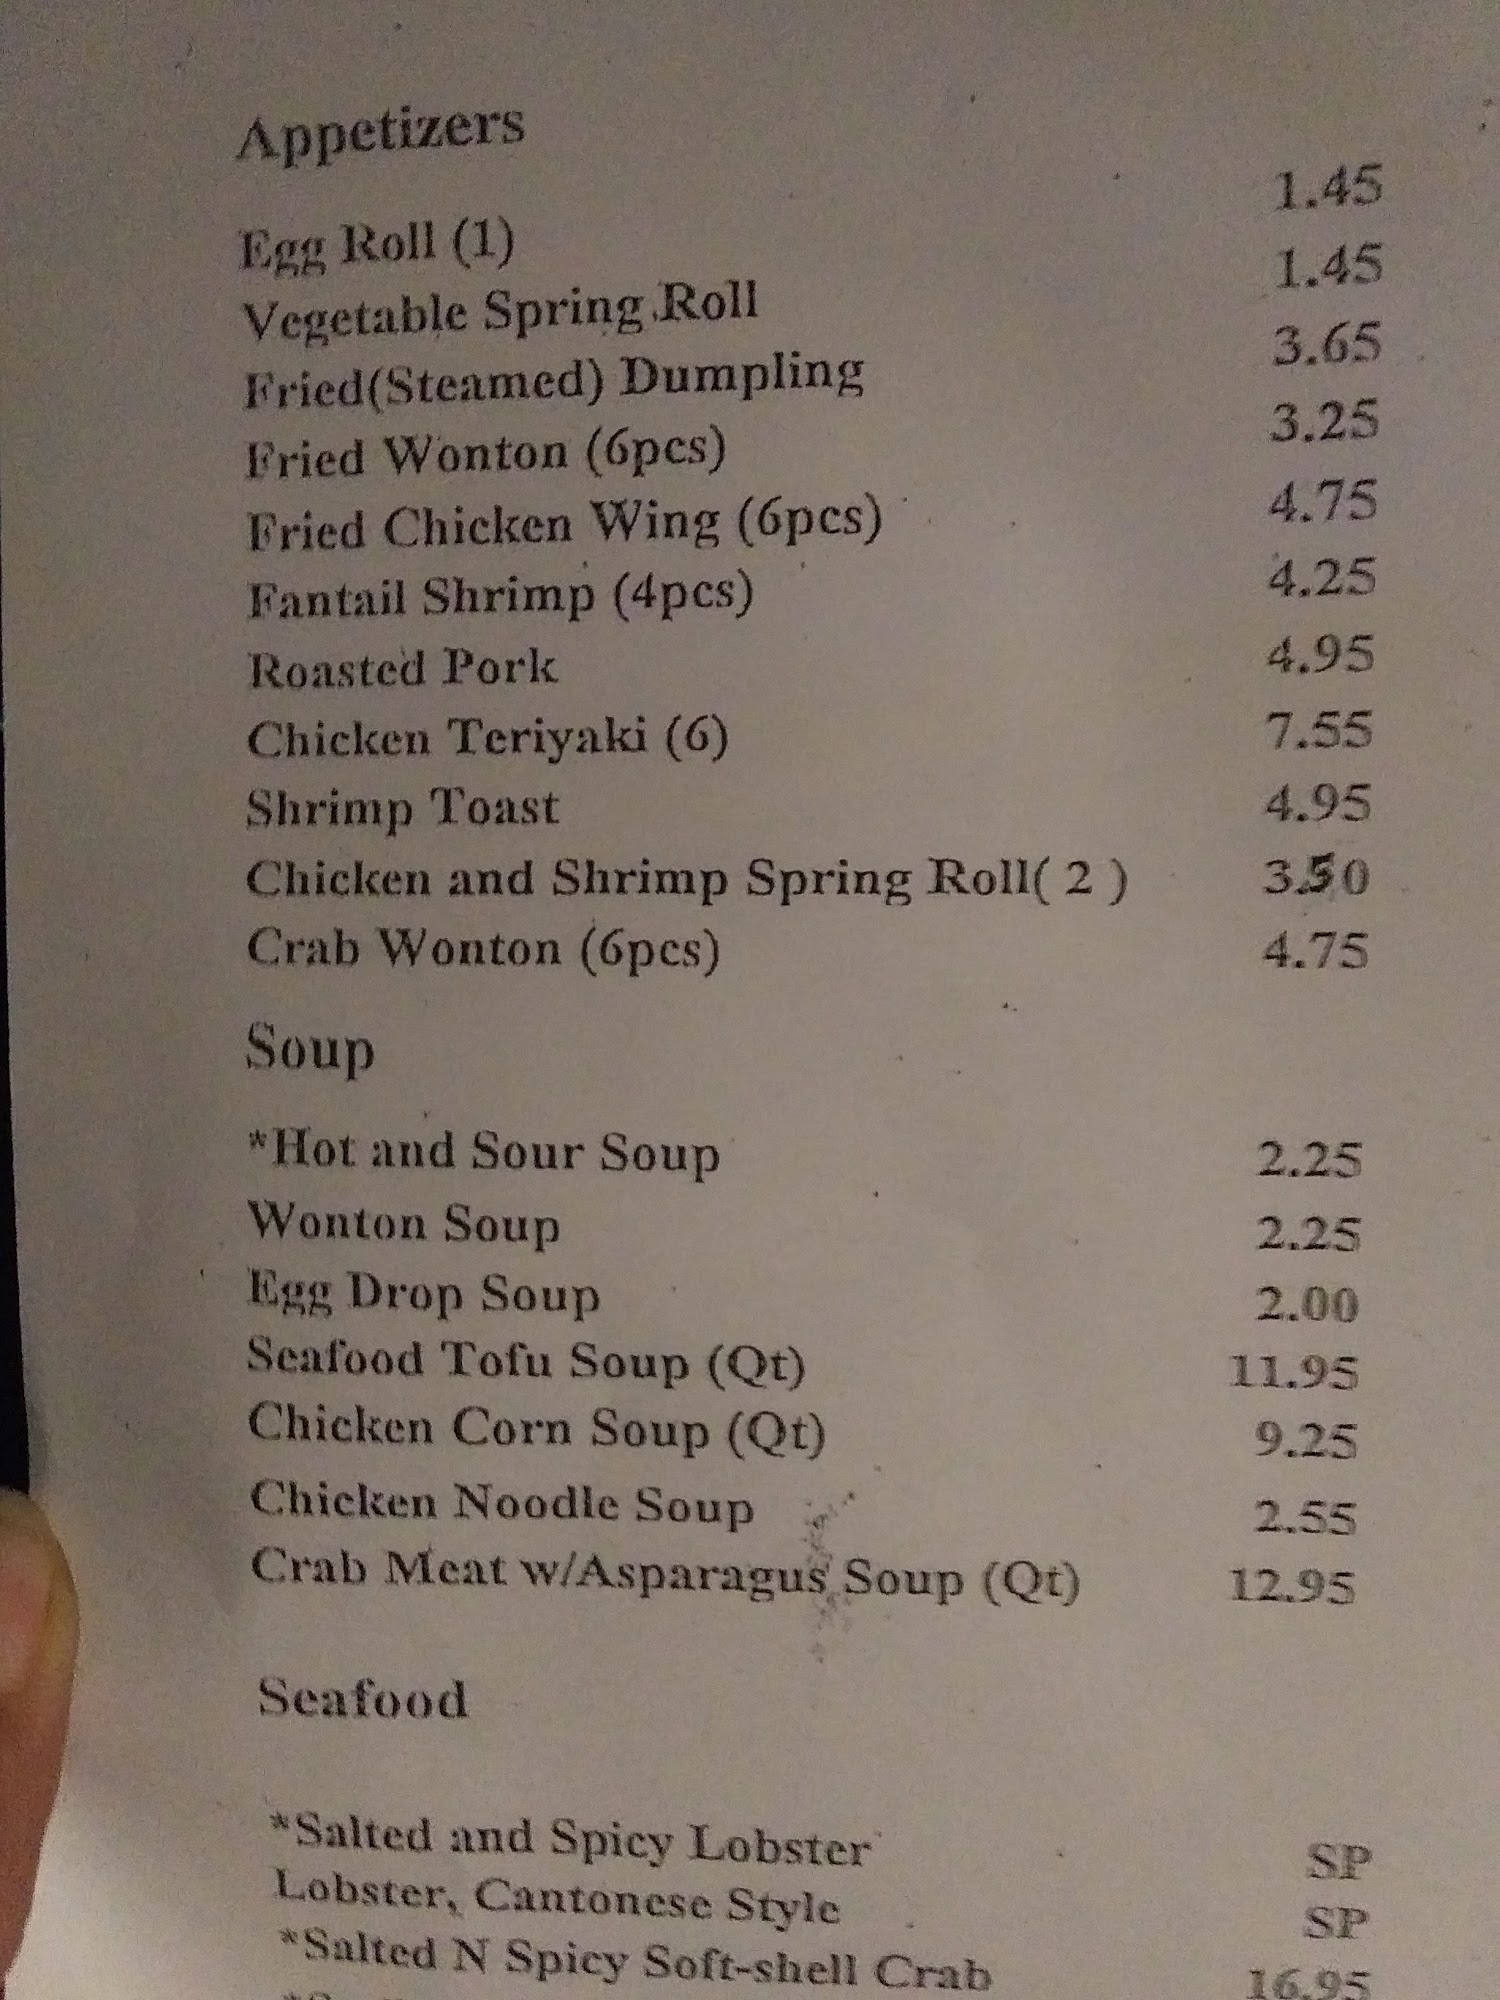 Appetizers
Egg Roll (1) 1.45
Vegetable Spring Roll 1.45
Fried(Steamed) Dumpling 3.65
Fried Wonton (6pcs) 3.25
Fried Chicken Wing (6pcs) 4.75
Fantail Shrimp (4pcs) 4.25
Roasted Pork 4.95
Chicken Teriyaki (6) 7.55
Shrimp Toast 4.95
Chicken and Shrimp Spring Roll( 2 ) 3.50
Crab Wonton (6pcs) 4.75
Soup
*Hot and Sour Soup 2.25
Wonton Soup 2.25
Egg Drop Soup 2.00
Seafood Tofu Soup (Qt) 11.95
Chicken Corn Soup (Qt) 9.25
Chicken Noodle Soup 2.55
Crab Meat w/Asparagus Soup (Qt) 12.95
Seafood
*Salted and Spicy Lobster SP
Lobster, Cantonese Style SP
*Salted N Spicy Soft-shell Crab 16.95